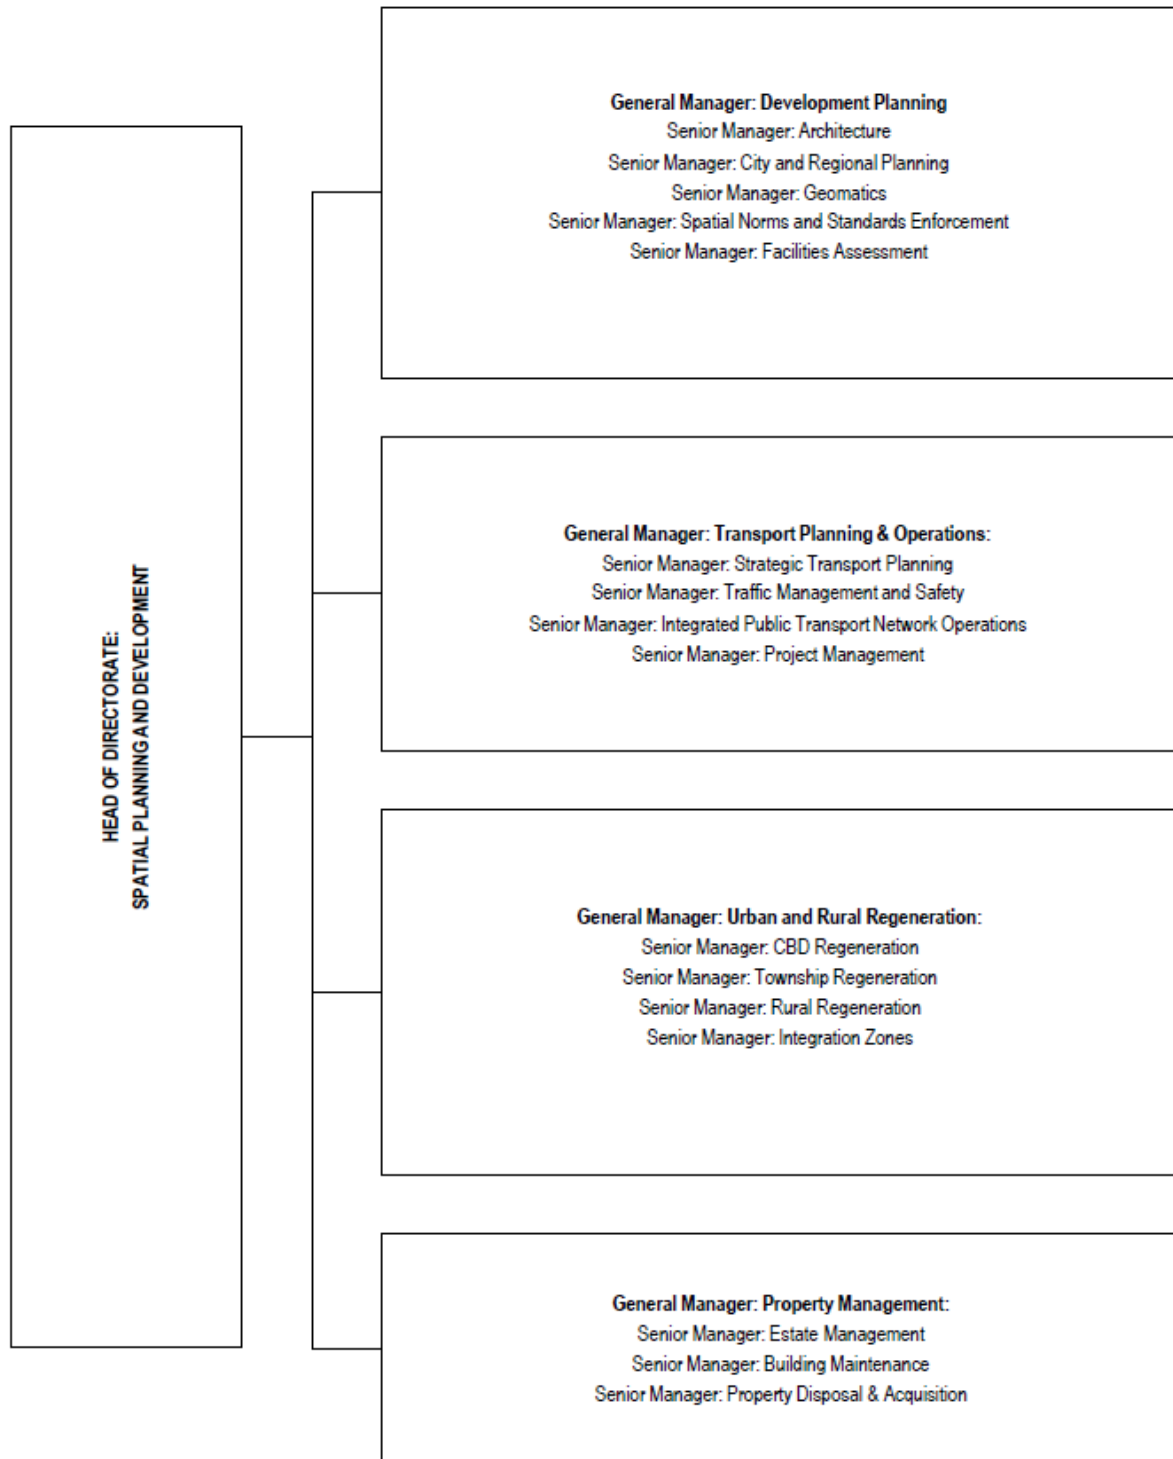 HEAD OF DIRECTORATE:
SPATIAL PLANNING AND DEVELOPMENT
General Manager: Development Planning
Senior Manager: Architecture
Senior Manager: City and Regional Planning
Senior Manager: Geomatics
Senior Manager: Spatial Norms and Standards Enforcement
Senior Manager: Facilities Assessment
General Manager: Transport Planning & Operations:
Senior Manager: Strategic Transport Planning
Senior Manager: Traffic Management and Safety
Senior Manager: Integrated Public Transport Network Operations
Senior Manager: Project Management
General Manager: Urban and Rural Regeneration:
Senior Manager: CBD Regeneration
Senior Manager: Township Regeneration
Senior Manager: Rural Regeneration
Senior Manager: Integration Zones
General Manager: Property Management:
Senior Manager: Estate Management
Senior Manager: Building Maintenance
Senior Manager: Property Disposal & Acquisition